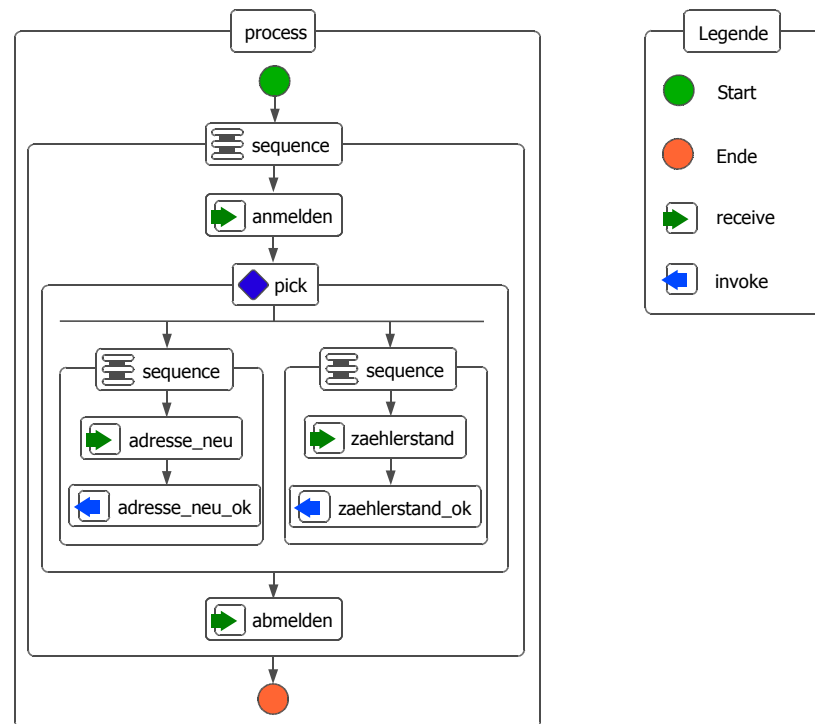 process
sequence
anmelden
pick
sequence
adresse_neu
adresse_neu_ok
sequence
zaehlerstand
zaehlerstand_ok
abmelden
Legende
Start
Ende
receive
invoke